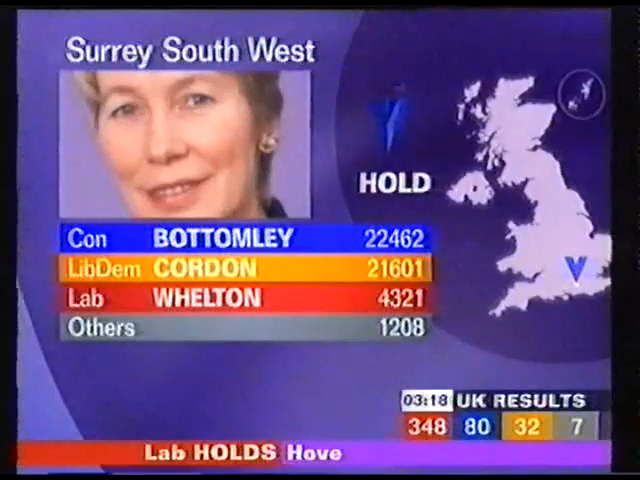 Surrey South West
HOLD
Con BOTTOMLEY 22462
LibDem CORDON 21601
Lab WHELTON 4321
Others 1208
03:18 UK RESULTS
348 80 32 7
Lab HOLDS Hove